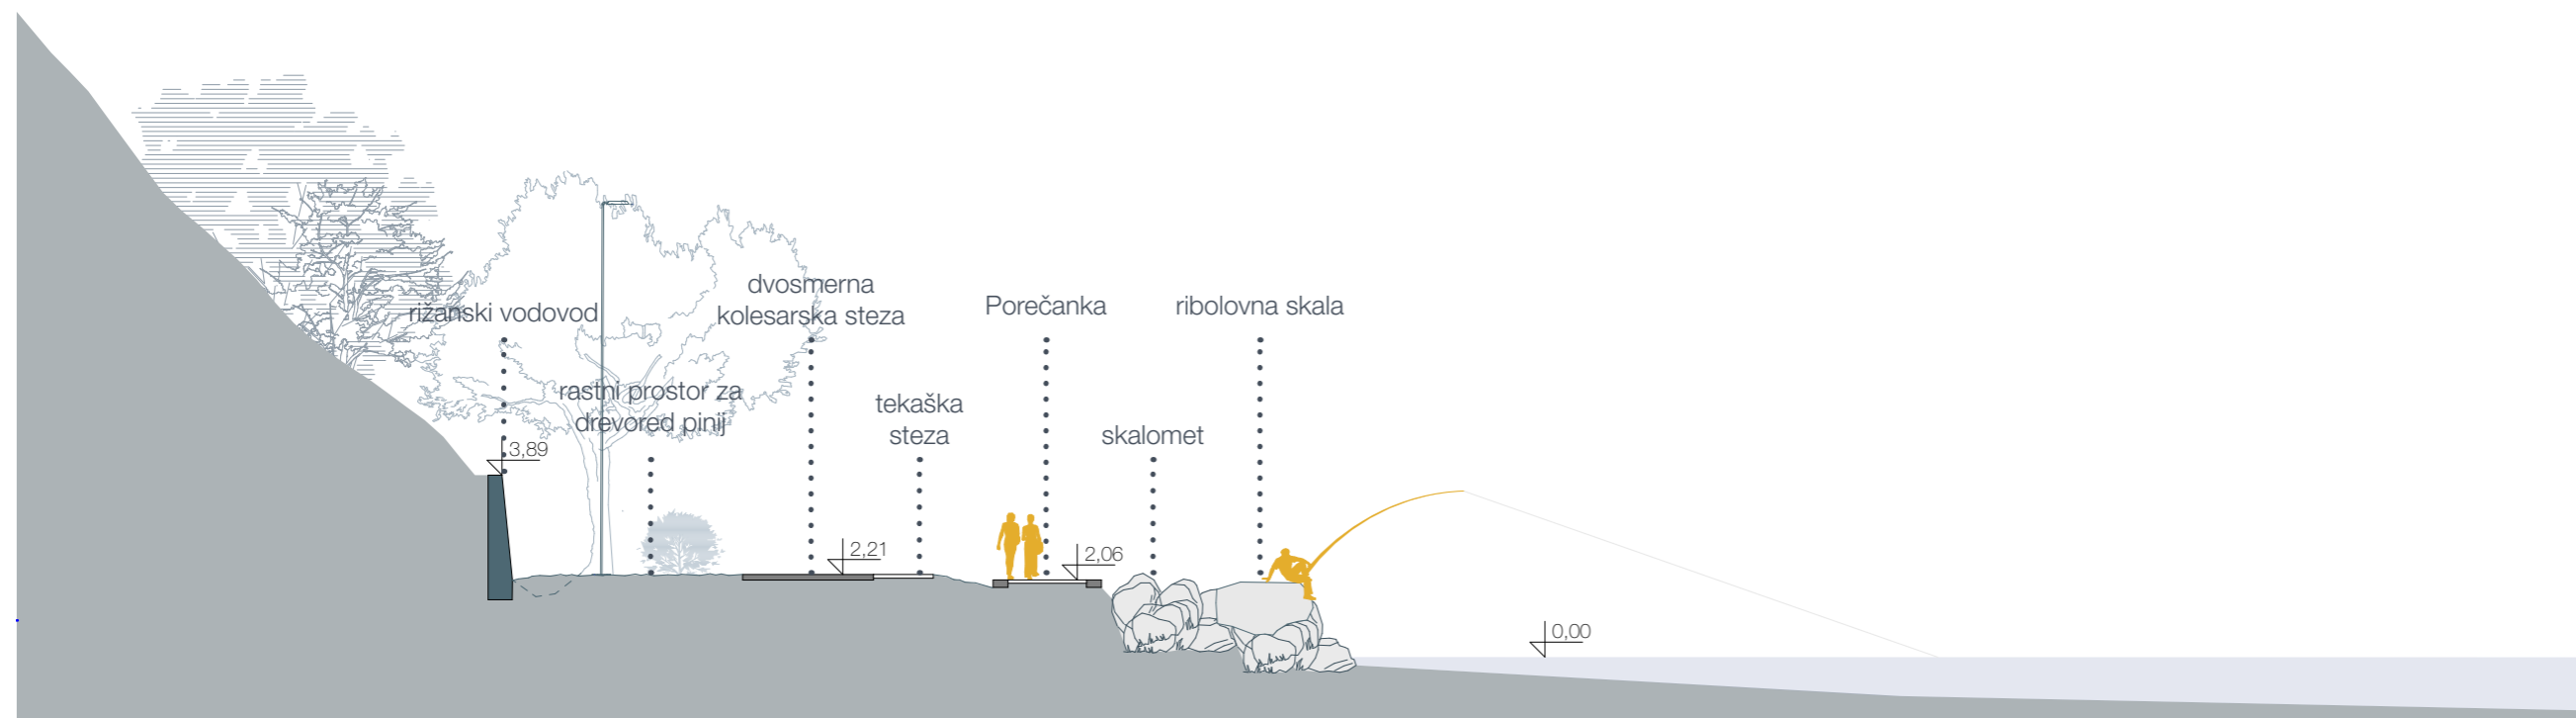 dvosmerna
kolesarska steza
rižanski vodovod
Porečanka
ribolovna skala
rastni prostor za
drevored pinij
tekaška
steza
skalomet
3,89
2,21
2,06
0,00